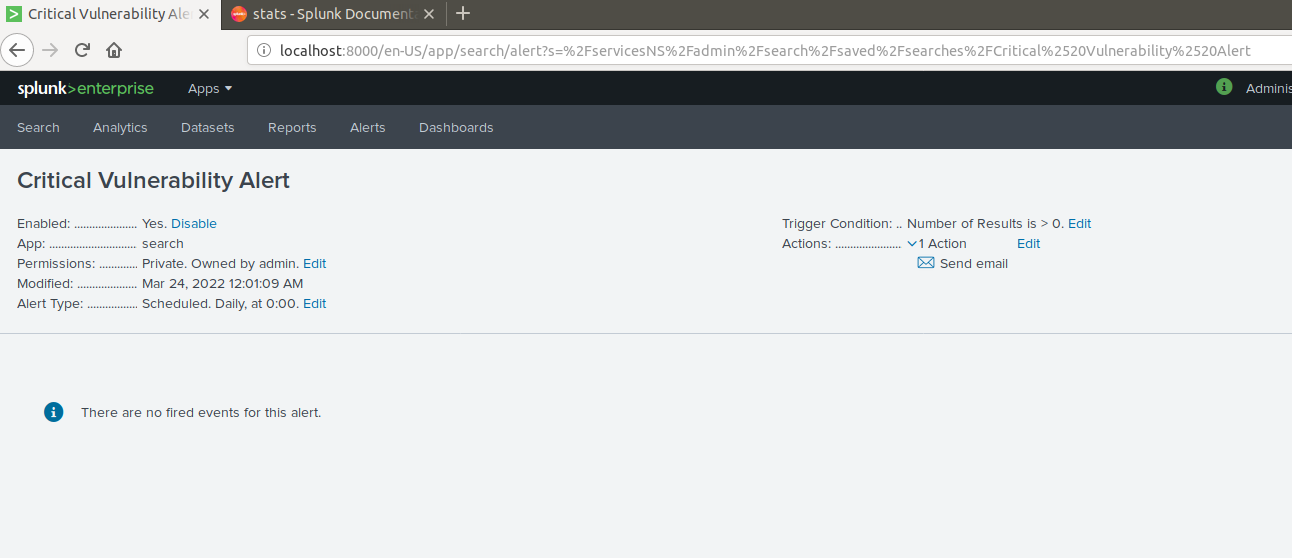 Critical Vulnerability Ale
stats - Splunk Document
localhost:8000/en-US/app/search/alert?s=%2FservicesNS%2Fadmin%2Fsearch%2Fsaved%2Fsearches%2FCritical%2520Vulnerability%2520Alert
splunk>enterprise Apps
Adminis
Search Analytics Datasets Reports Alerts Dashboards
Critical Vulnerability Alert
Enabled: ..................... Yes. Disable
App: ............................. search
Permissions: ............. Private. Owned by admin. Edit
Modified: .................... Mar 24, 2022 12:01:09 AM
Alert Type: ................. Scheduled. Daily, at 0:00. Edit
Trigger Condition: .. Number of Results is > 0. Edit
Actions: ...................... 1 Action Edit
Send email
There are no fired events for this alert.